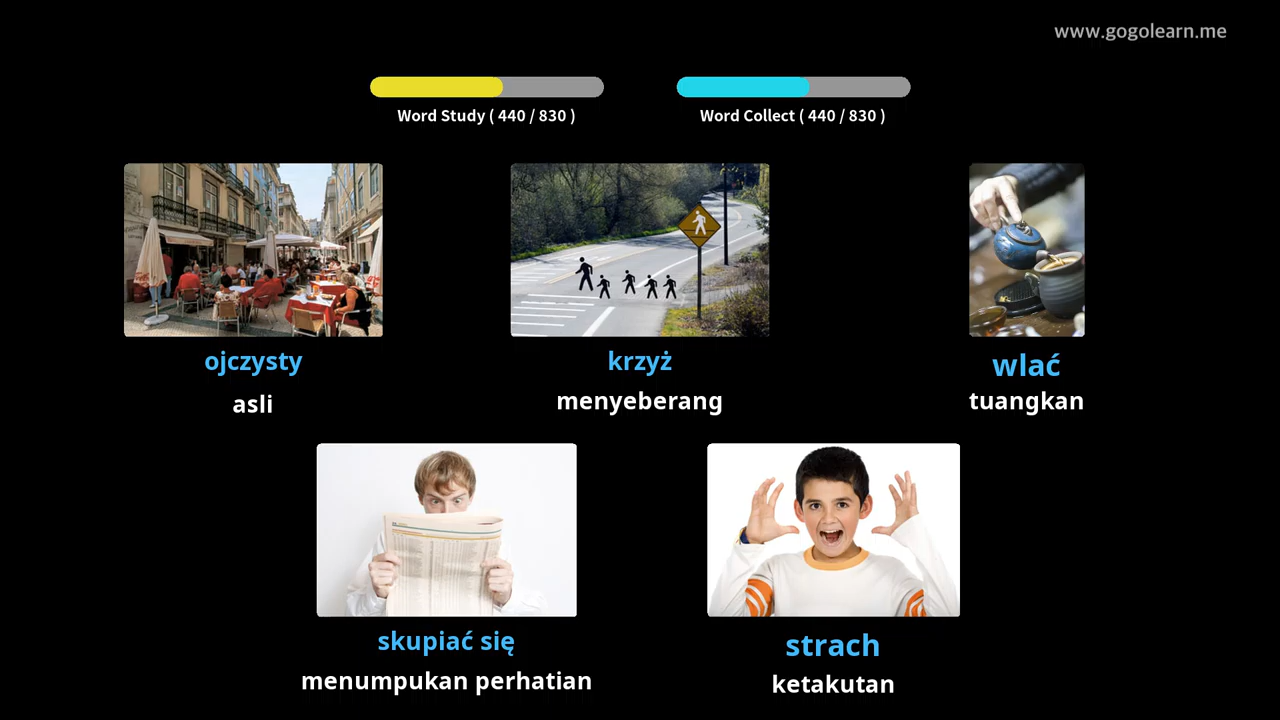 www.gogolearn.me
Word Study ( 440 / 830 )
Word Collect ( 440 / 830 )
ojczysty
asli
krzyż
menyeberang
wlać
tuangkan
skupiać się
menumpukan perhatian
strach
ketakutan